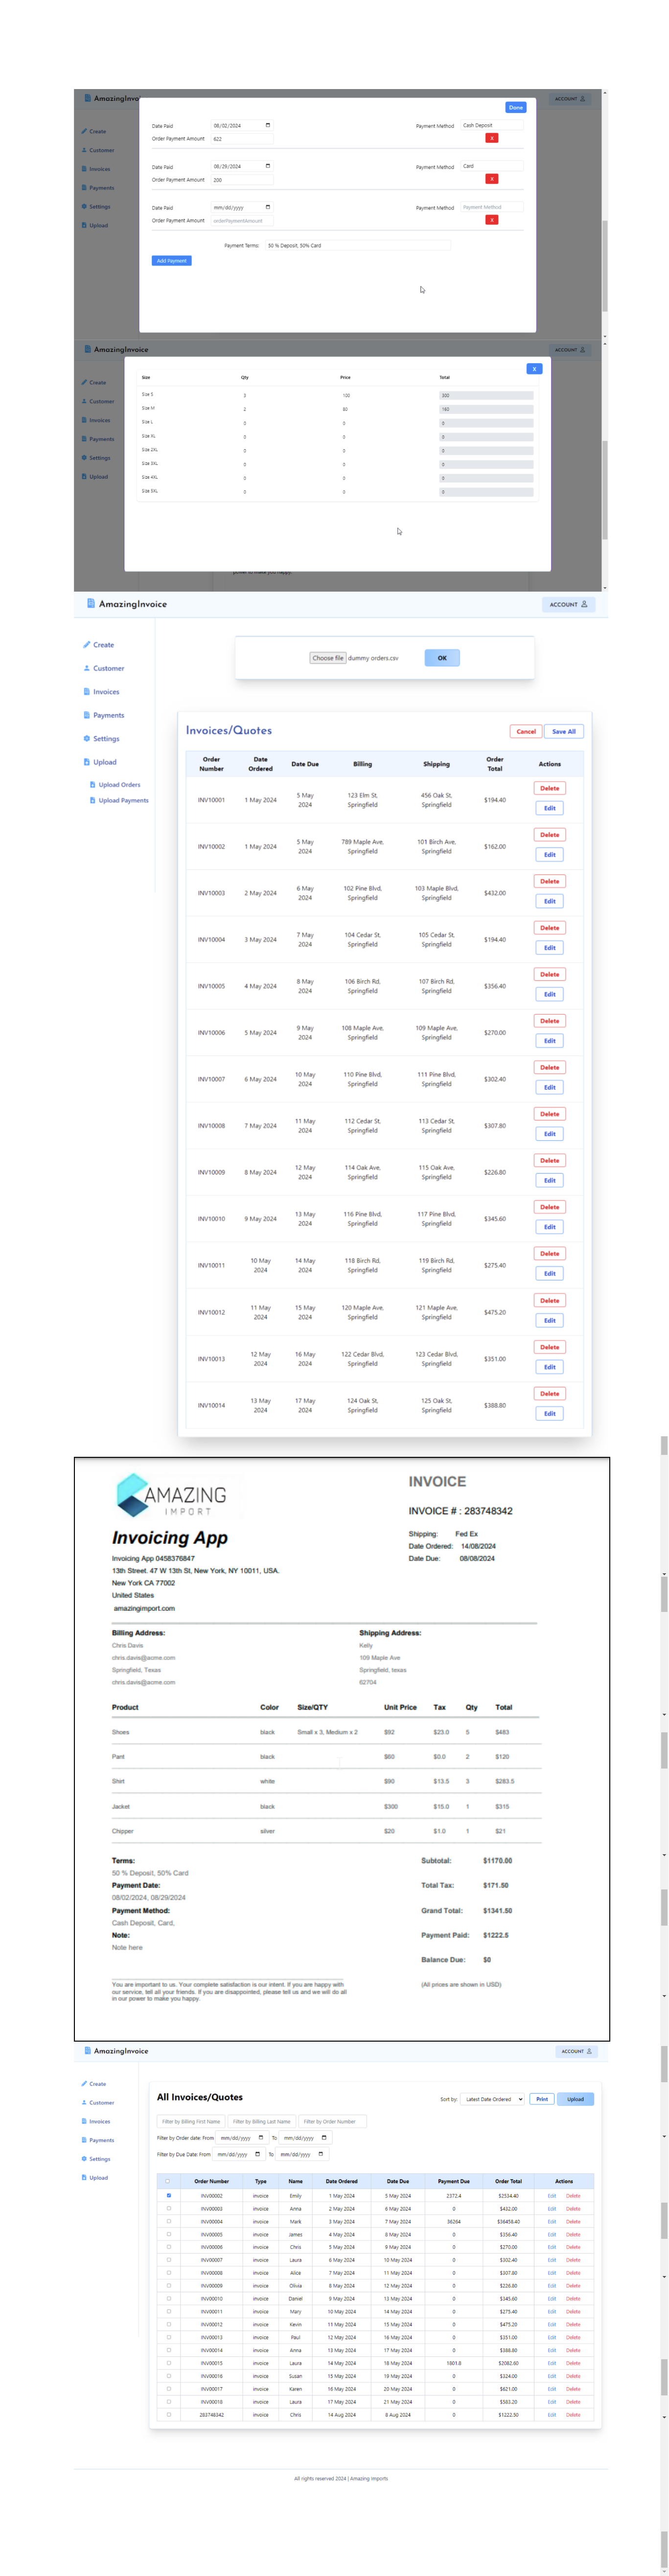 AmazingInvoi
ACCOUNT
Done
Create
Customer
Invoices
Payments
Settings
Upload
Date Paid 08/02/2024 Payment Method Cash Deposit
Order Payment Amount 622 X
Date Paid 08/29/2024 Payment Method Card
Order Payment Amount 200 X
Date Paid mm/dd/yyyy Payment Method Payment Method
Order Payment Amount orderPaymentAmount X
Payment Terms: 50 % Deposit, 50% Card
Add Payment
AmazingInvoice
ACCOUNT
X
Create
Customer
Invoices
Payments
Settings
Upload
Size Qty Price Total
Size S 3 100 300
Size M 2 80 160
Size L 0 0 0
Size XL 0 0 0
Size 2XL 0 0 0
Size 3XL 0 0 0
Size 4XL 0 0 0
Size 5XL 0 0 0
power to make you happy.
AmazingInvoice
ACCOUNT
Create
Customer
Invoices
Payments
Settings
Upload
Upload Orders
Upload Payments
Choose file dummy orders.csv OK
Invoices/Quotes
Cancel Save All
Order Number Date Ordered Date Due Billing Shipping Order Total Actions
INV10001 1 May 2024 5 May 2024 123 Elm St, Springfield 456 Oak St, Springfield $194.40 Delete Edit
INV10002 1 May 2024 5 May 2024 789 Maple Ave, Springfield 101 Birch Ave, Springfield $162.00 Delete Edit
INV10003 2 May 2024 6 May 2024 102 Pine Blvd, Springfield 103 Maple Blvd, Springfield $432.00 Delete Edit
INV10004 3 May 2024 7 May 2024 104 Cedar St, Springfield 105 Cedar St, Springfield $194.40 Delete Edit
INV10005 4 May 2024 8 May 2024 106 Birch Rd, Springfield 107 Birch Rd, Springfield $356.40 Delete Edit
INV10006 5 May 2024 9 May 2024 108 Maple Ave, Springfield 109 Maple Ave, Springfield $270.00 Delete Edit
INV10007 6 May 2024 10 May 2024 110 Pine Blvd, Springfield 111 Pine Blvd, Springfield $302.40 Delete Edit
INV10008 7 May 2024 11 May 2024 112 Cedar St, Springfield 113 Cedar St, Springfield $307.80 Delete Edit
INV10009 8 May 2024 12 May 2024 114 Oak Ave, Springfield 115 Oak Ave, Springfield $226.80 Delete Edit
INV10010 9 May 2024 13 May 2024 116 Pine Blvd, Springfield 117 Pine Blvd, Springfield $345.60 Delete Edit
INV10011 10 May 2024 14 May 2024 118 Birch Rd, Springfield 119 Birch Rd, Springfield $275.40 Delete Edit
INV10012 11 May 2024 15 May 2024 120 Maple Ave, Springfield 121 Maple Ave, Springfield $475.20 Delete Edit
INV10013 12 May 2024 16 May 2024 122 Cedar Blvd, Springfield 123 Cedar Blvd, Springfield $351.00 Delete Edit
INV10014 13 May 2024 17 May 2024 124 Oak St, Springfield 125 Oak St, Springfield $388.80 Delete Edit
AMAZING
IMPORT
INVOICE
INVOICE # : 283748342
Invoicing App
Shipping: Fed Ex
Date Ordered: 14/08/2024
Date Due: 08/08/2024
Invoicing App 0458376847
13th Street. 47 W 13th St, New York, NY 10011, USA.
New York CA 77002
United States
amazingimport.com
Billing Address: Shipping Address:
Chris Davis Kelly
chris.davis@acme.com 109 Maple Ave
Springfield, Texas Springfield, texas
chris.davis@acme.com 62704
Product Color Size/QTY Unit Price Tax Qty Total
Shoes black Small x 3, Medium x 2 $92 $23.0 5 $483
Pant black $60 $0.0 2 $120
Shirt white $90 $13.5 3 $283.5
Jacket black $300 $15.0 1 $315
Chipper silver $20 $1.0 1 $21
Terms: Subtotal: $1170.00
50 % Deposit, 50% Card
Payment Date: Total Tax: $171.50
08/02/2024, 08/29/2024
Payment Method: Grand Total: $1341.50
Cash Deposit, Card,
Note: Payment Paid: $1222.5
Note here
Balance Due: $0
You are important to us. Your complete satisfaction is our intent. If you are happy with
our service, tell all your friends. If you are disappointed, please tell us and we will do all
in our power to make you happy.
(All prices are shown in USD)
AmazingInvoice
ACCOUNT
Create
Customer
Invoices
Payments
Settings
Upload
All Invoices/Quotes
Sort by: Latest Date Ordered Print Upload
Filter by Billing First Name Filter by Billing Last Name Filter by Order Number
Filter by Order date: From mm/dd/yyyy To mm/dd/yyyy
Filter by Due Date: From mm/dd/yyyy To mm/dd/yyyy
Order Number Type Name Date Ordered Date Due Payment Due Order Total Actions
INV00002 invoice Emily 1 May 2024 5 May 2024 2372.4 $2534.40 Edit Delete
INV00003 invoice Anna 2 May 2024 6 May 2024 0 $432.00 Edit Delete
INV00004 invoice Mark 3 May 2024 7 May 2024 36264 $36458.40 Edit Delete
INV00005 invoice James 4 May 2024 8 May 2024 0 $356.40 Edit Delete
INV00006 invoice Chris 5 May 2024 9 May 2024 0 $270.00 Edit Delete
INV00007 invoice Laura 6 May 2024 10 May 2024 0 $302.40 Edit Delete
INV00008 invoice Alice 7 May 2024 11 May 2024 0 $307.80 Edit Delete
INV00009 invoice Olivia 8 May 2024 12 May 2024 0 $226.80 Edit Delete
INV00010 invoice Daniel 9 May 2024 13 May 2024 0 $345.60 Edit Delete
INV00011 invoice Mary 10 May 2024 14 May 2024 0 $275.40 Edit Delete
INV00012 invoice Kevin 11 May 2024 15 May 2024 0 $475.20 Edit Delete
INV00013 invoice Paul 12 May 2024 16 May 2024 0 $351.00 Edit Delete
INV00014 invoice Anna 13 May 2024 17 May 2024 0 $388.80 Edit Delete
INV00015 invoice Laura 14 May 2024 18 May 2024 1801.8 $2082.60 Edit Delete
INV00016 invoice Susan 15 May 2024 19 May 2024 0 $324.00 Edit Delete
INV00017 invoice Karen 16 May 2024 20 May 2024 0 $621.00 Edit Delete
INV00018 invoice Laura 17 May 2024 21 May 2024 0 $583.20 Edit Delete
283748342 invoice Chris 14 Aug 2024 8 Aug 2024 0 $1222.50 Edit Delete
All rights reserved 2024 | Amazing Imports